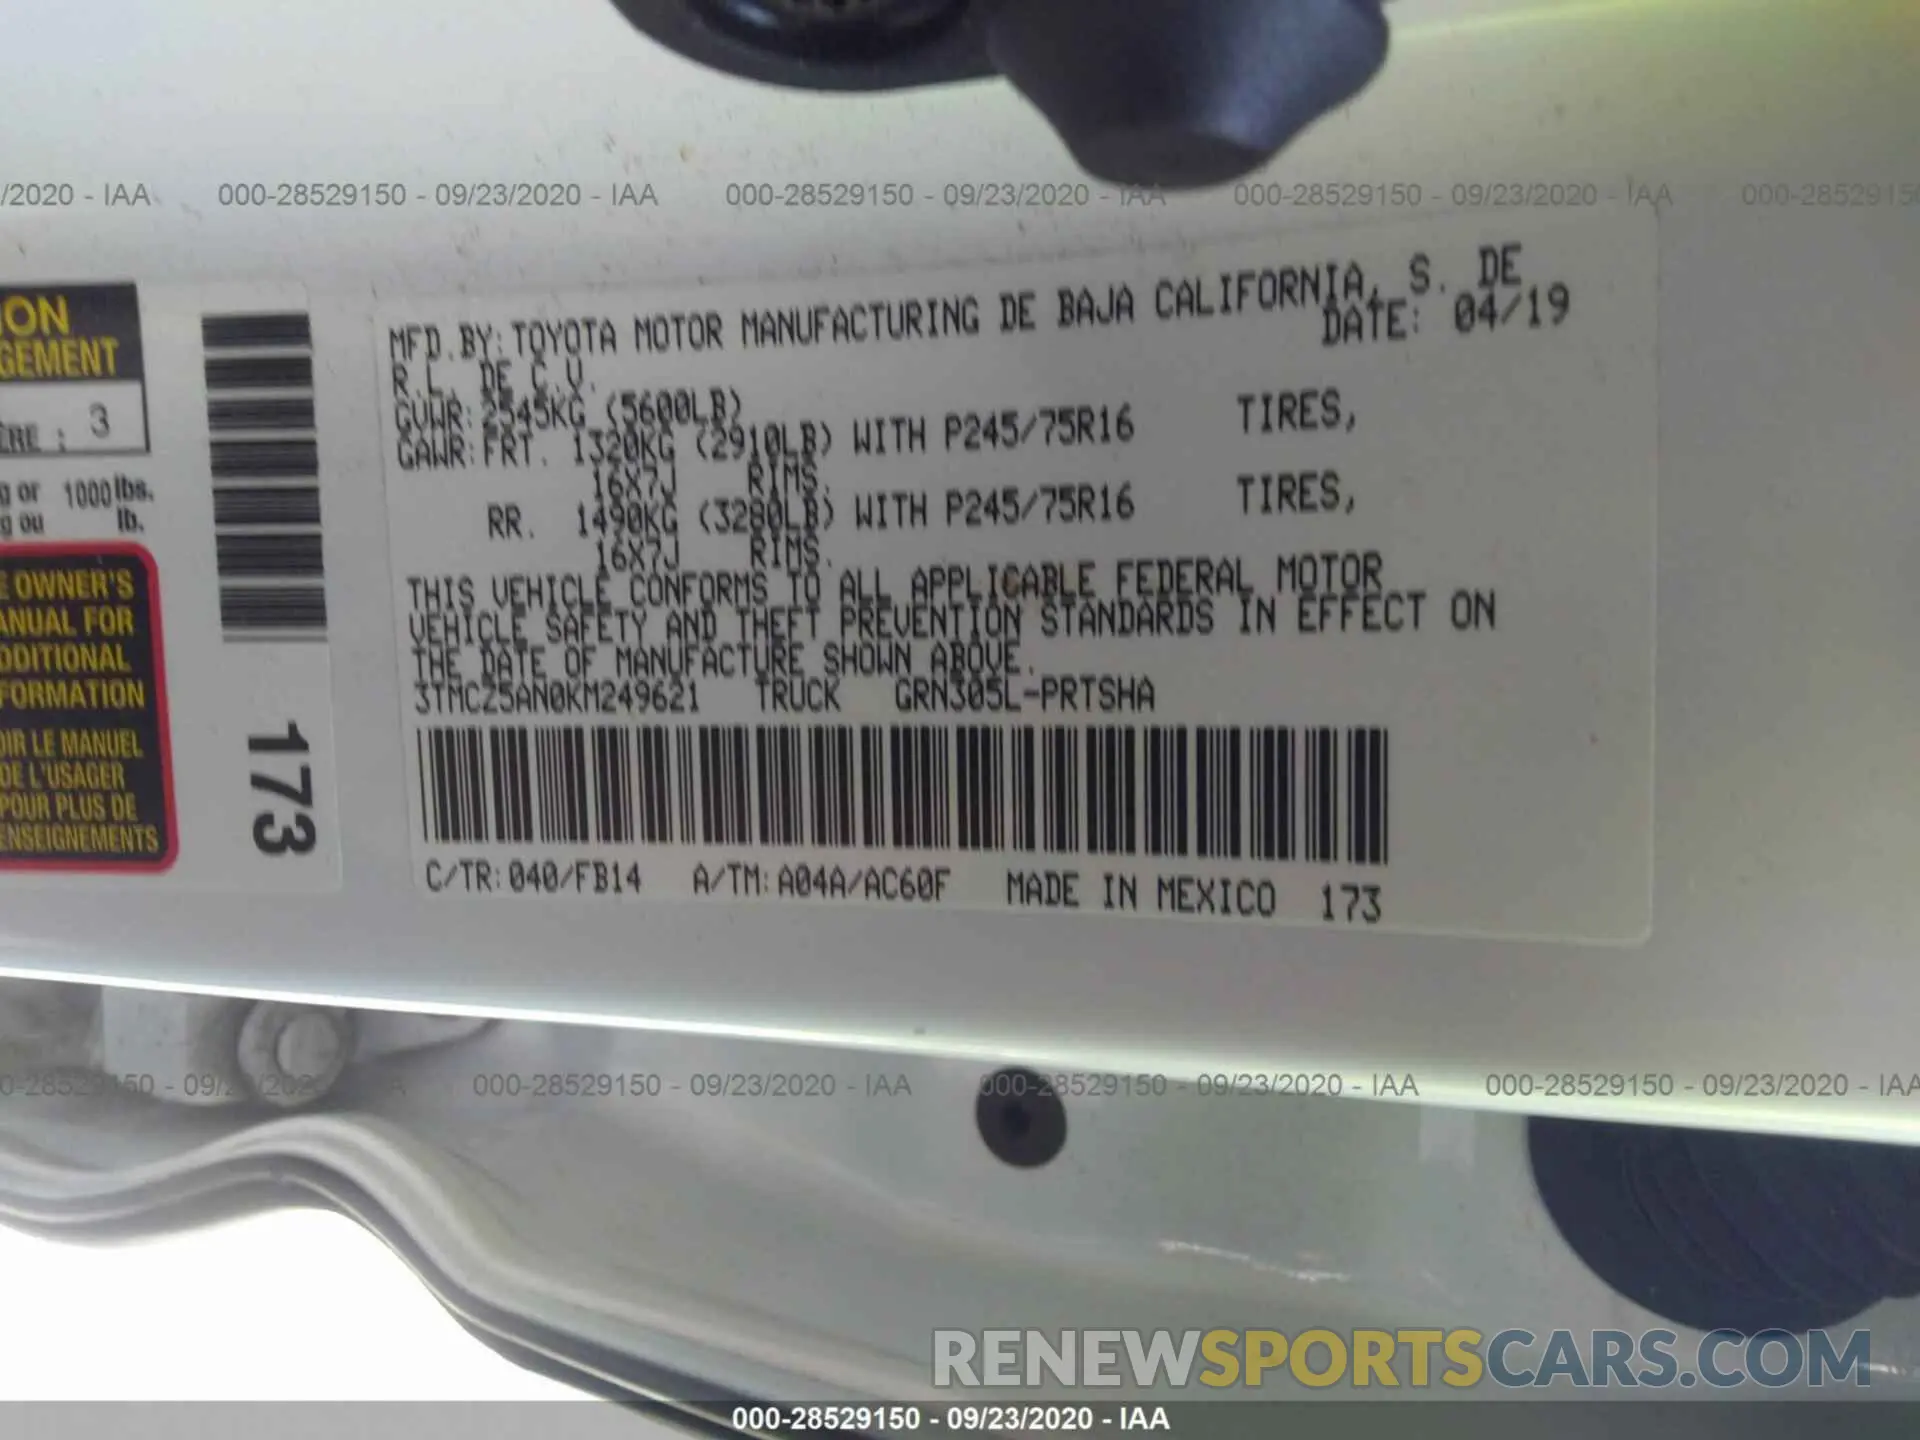 /2020 - IAA 000-28529150 - 09/23/2020 - IAA 000-28529150 - 09/23/2020 - IAA 000-28529150 - 09/23/2020 - IAA 000-2852915
MFD.BY:TOYOTA MOTOR MANUFACTURING DE BAJA CALIFORNIA, S. DE
R.L. DE C.V. DATE: 04/19
GVWR:2545KG (5600LB)
GAWR:FRT. 1320KG (2910LB) WITH P245/75R16 TIRES,
16X7J RIMS.
RR. 1490KG (3280LB) WITH P245/75R16 TIRES,
16X7J RIMS.
THIS VEHICLE CONFORMS TO ALL APPLICABLE FEDERAL MOTOR
VEHICLE SAFETY AND THEFT PREVENTION STANDARDS IN EFFECT ON
THE DATE OF MANUFACTURE SHOWN ABOVE.
3TMCZ5AN0KM249621 TRUCK GRN305L-PRTSHA
C/TR:040/FB14 A/TM:A04A/AC60F MADE IN MEXICO 173
ION
GEMENT
ÈRE : 3
g or 1000 lbs.
g ou lb.
E OWNER'S
ANUAL FOR
DDITIONAL
FORMATION
OIR LE MANUEL
DE L'USAGER
POUR PLUS DE
ENSEIGNEMENTS
173
000-28529150 - 09/23/2020 - IAA 000-28529150 - 09/23/2020 - IAA 000-28529150 - 09/23/2020 - IAA
RENEWSPORTSCARS.COM
000-28529150 - 09/23/2020 - IAA